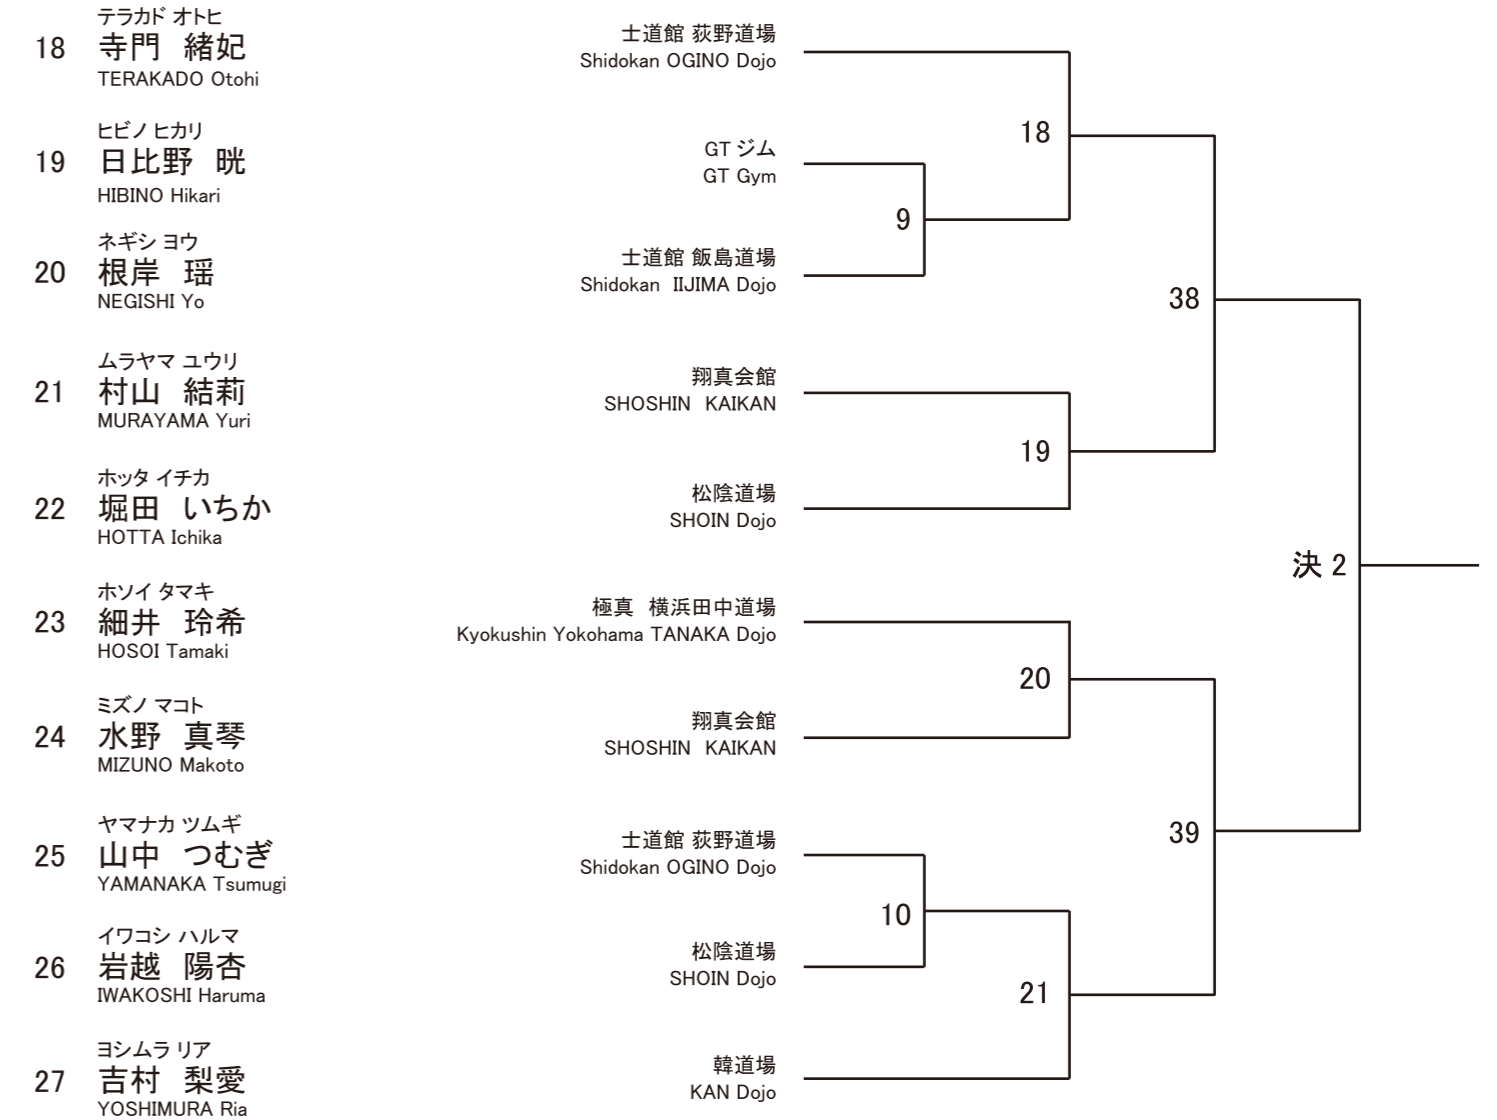 テラカド オトヒ
18 寺門　緒妃
TERAKADO Otohi
士道館 荻野道場
Shidokan OGINO Dojo
18
ヒビノ ヒカリ
19 日比野　晄
HIBINO Hikari
GT ジム
GT Gym
9
ネギシ ヨウ
20 根岸　瑶
NEGISHI Yo
士道館 飯島道場
Shidokan IIJIMA Dojo
38
ムラヤマ ユウリ
21 村山　結莉
MURAYAMA Yuri
翔真会館
SHOSHIN KAIKAN
19
ホッタ イチカ
22 堀田　いちか
HOTTA Ichika
松陰道場
SHOIN Dojo
決 2
ホソイ タマキ
23 細井　玲希
HOSOI Tamaki
極真　横浜田中道場
Kyokushin Yokohama TANAKA Dojo
20
ミズノ マコト
24 水野　真琴
MIZUNO Makoto
翔真会館
SHOSHIN KAIKAN
39
ヤマナカ ツムギ
25 山中　つむぎ
YAMANAKA Tsumugi
士道館 荻野道場
Shidokan OGINO Dojo
10
イワコシ ハルマ
26 岩越　陽杏
IWAKOSHI Haruma
松陰道場
SHOIN Dojo
21
ヨシムラ リア
27 吉村　梨愛
YOSHIMURA Ria
韓道場
KAN Dojo